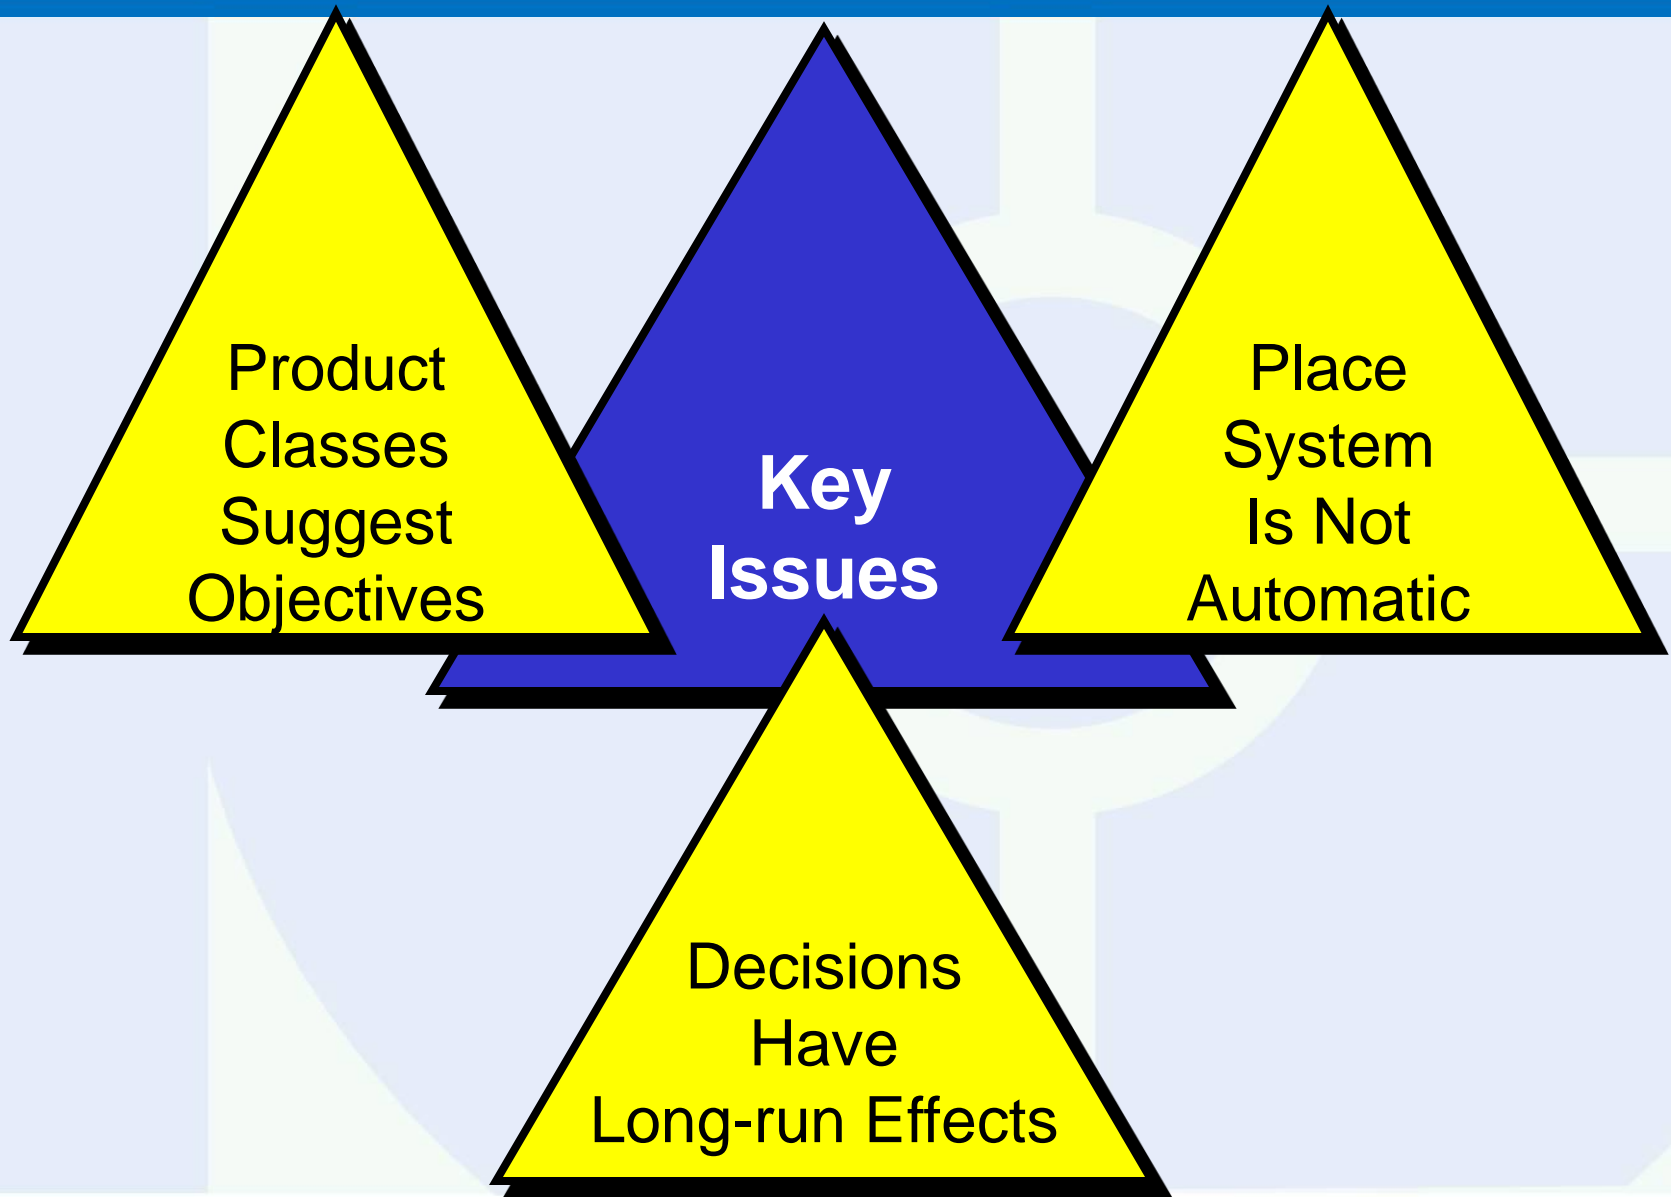 Product
Classes
Suggest
Objectives
Key
Issues
Place
System
Is Not
Automatic
Decisions
Have
Long-run Effects